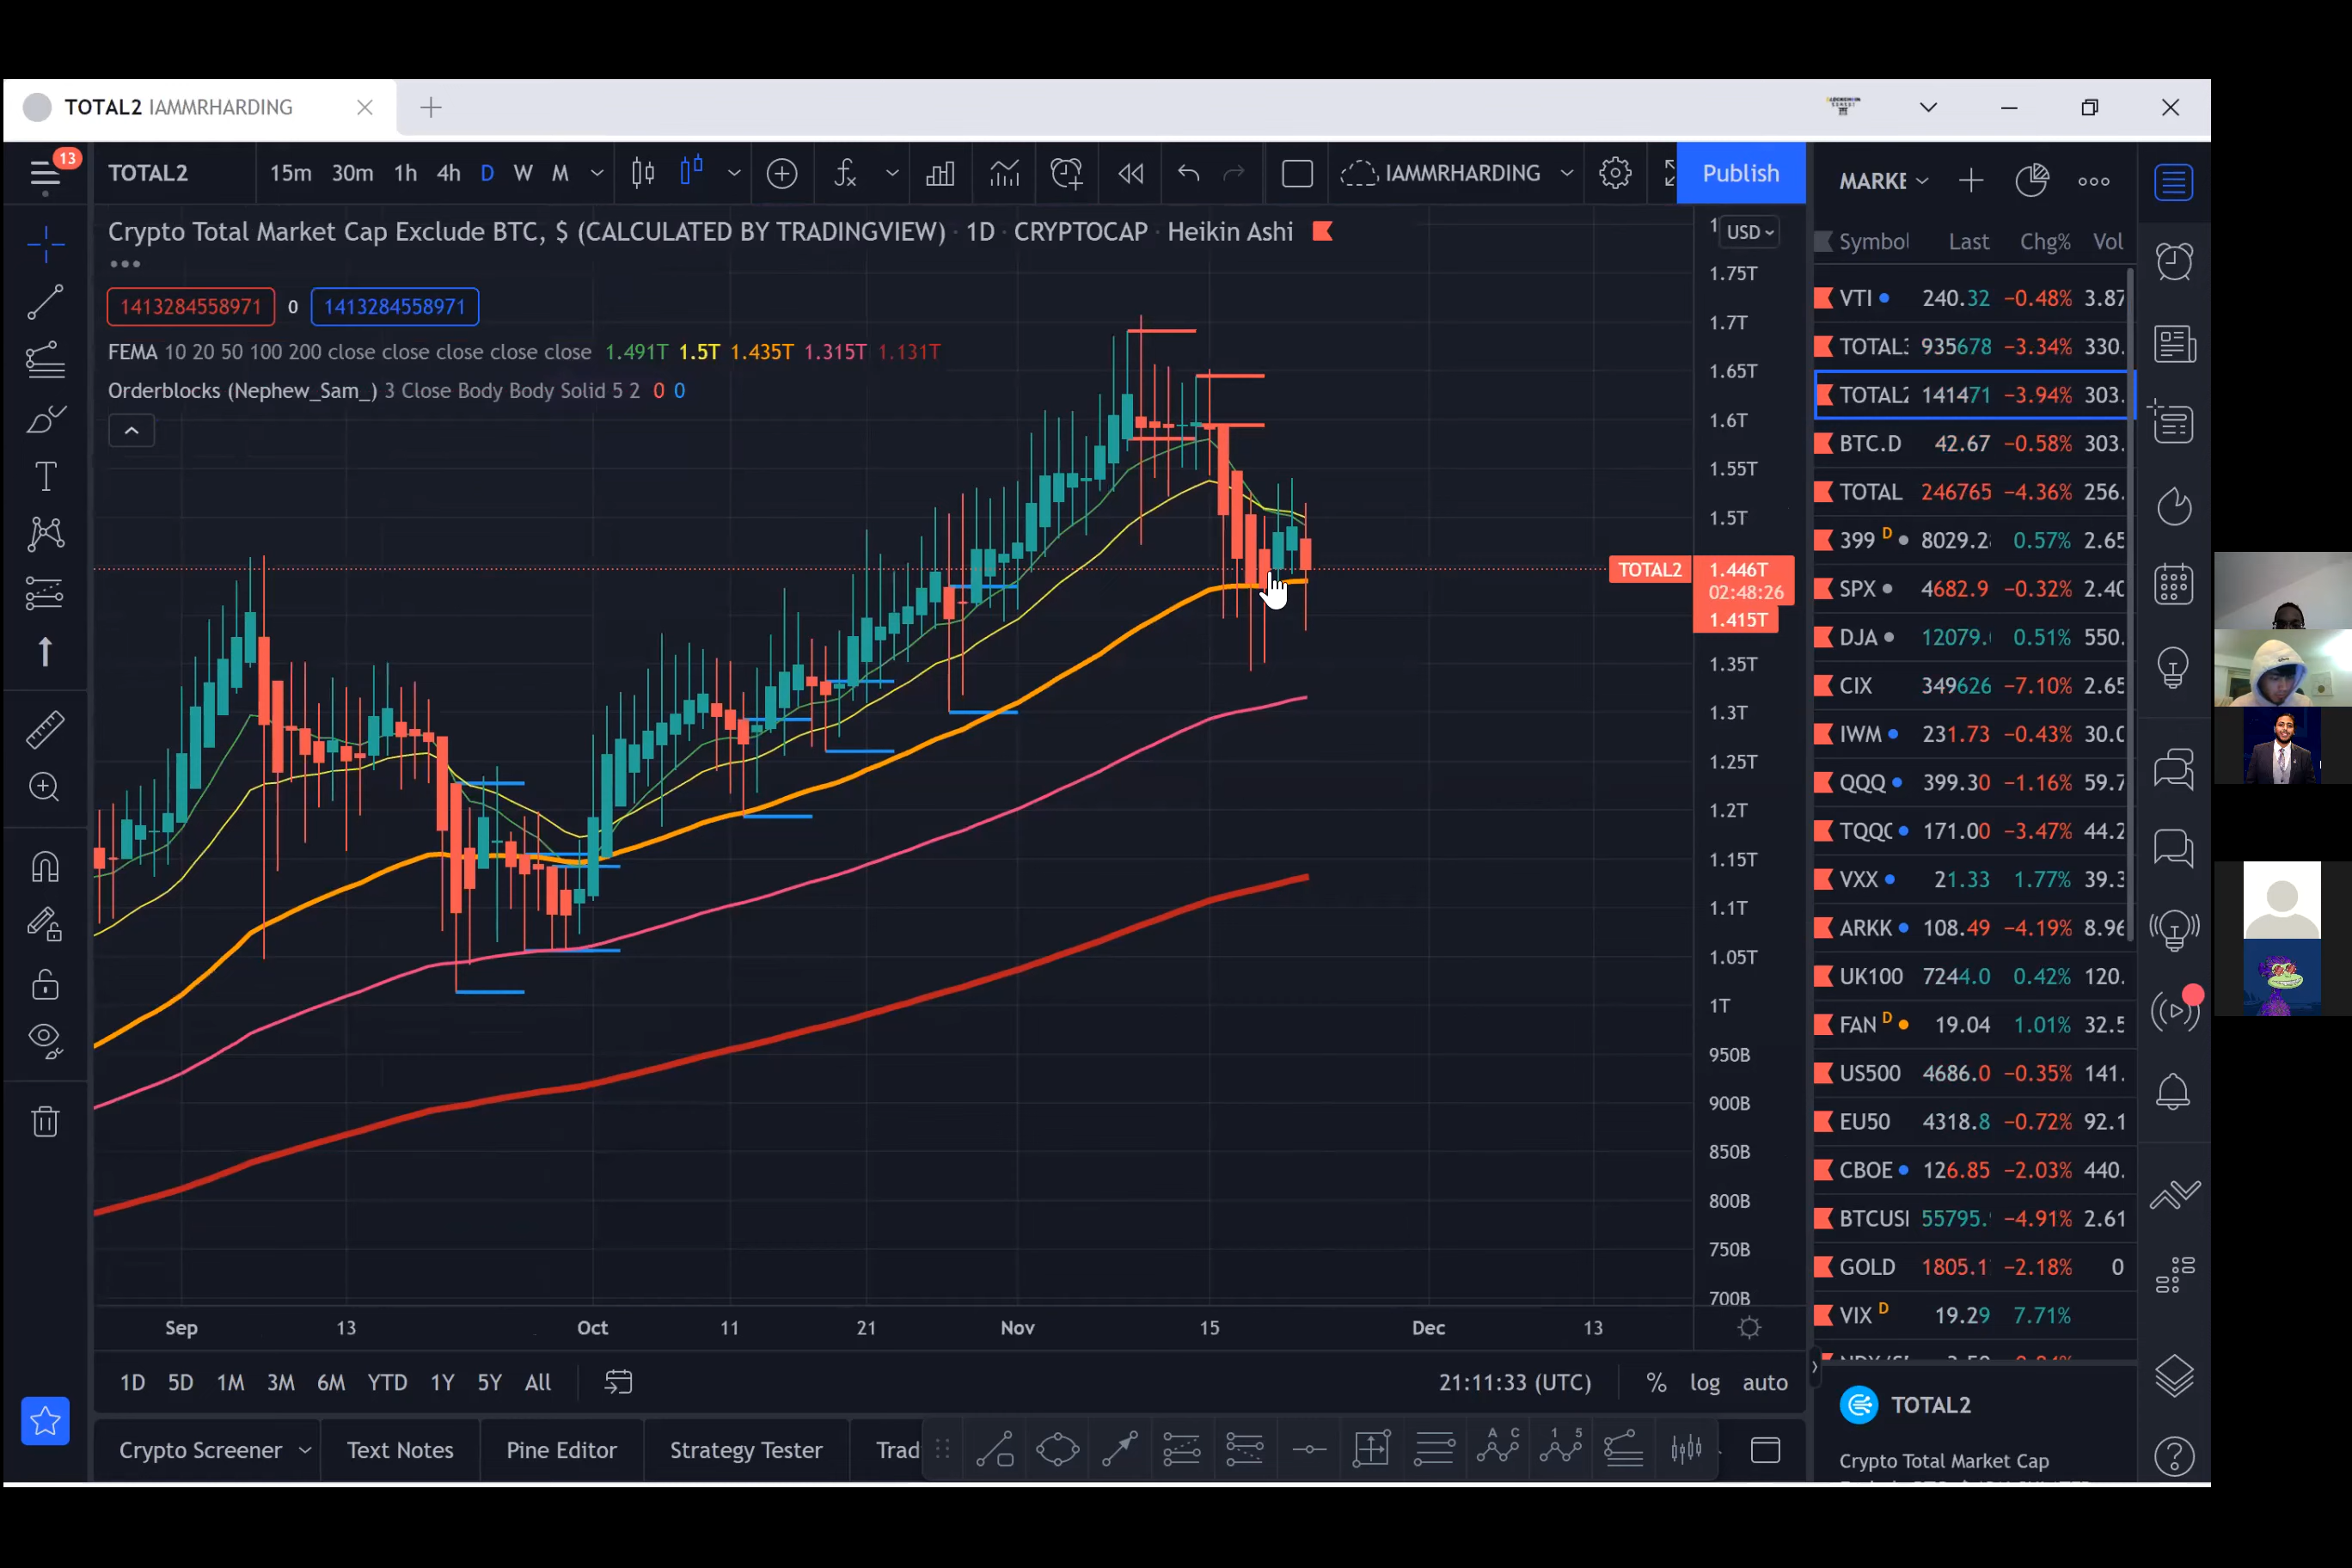 TOTAL2 IAMMRHARDING
13
TOTAL2 15m 30m 1h 4h D W M IAMMRHARDING Publish
Crypto Total Market Cap Exclude BTC, $ (CALCULATED BY TRADINGVIEW) · 1D · CRYPTOCAP · Heikin Ashi
1413284558971 0 1413284558971
FEMA 10 20 50 100 200 close close close close close 1.491T 1.5T 1.435T 1.315T 1.131T
Orderblocks (Nephew_Sam_) 3 Close Body Body Solid 5 2 0 0
USD
1.75T
1.7T
1.65T
1.6T
1.55T
1.5T
TOTAL2 1.446T
02:48:26
1.415T
1.35T
1.3T
1.25T
1.2T
1.15T
1.1T
1.05T
1T
950B
900B
850B
800B
750B
700B
Sep 13 Oct 11 21 Nov 15 Dec 13
1D 5D 1M 3M 6M YTD 1Y 5Y All 21:11:33 (UTC) % log auto
Crypto Screener Text Notes Pine Editor Strategy Tester Trad
A C
1 5
MARKE
Symbol Last Chg% Vol
VTI 240.32 −0.48% 3.87
TOTAL3 935678 −3.34% 330.
TOTAL2 141471 −3.94% 303.
BTC.D 42.67 −0.58% 303.
TOTAL 246765 −4.36% 256.
399 D 8029.2 0.57% 2.65
SPX 4682.9 −0.32% 2.40
DJA 12079. 0.51% 550.
CIX 349626 −7.10% 2.65
IWM 231.73 −0.43% 30.0
QQQ 399.30 −1.16% 59.7
TQQQ 171.00 −3.47% 44.2
VXX 21.33 1.77% 39.3
ARKK 108.49 −4.19% 8.96
UK100 7244.0 0.42% 120.
FAN D 19.04 1.01% 32.5
US500 4686.0 −0.35% 141.
EU50 4318.8 −0.72% 92.1
CBOE 126.85 −2.03% 440.
BTCUSI 55795. −4.91% 2.61
GOLD 1805.1 −2.18% 0
VIX D 19.29 7.71%
TOTAL2
Crypto Total Market Cap